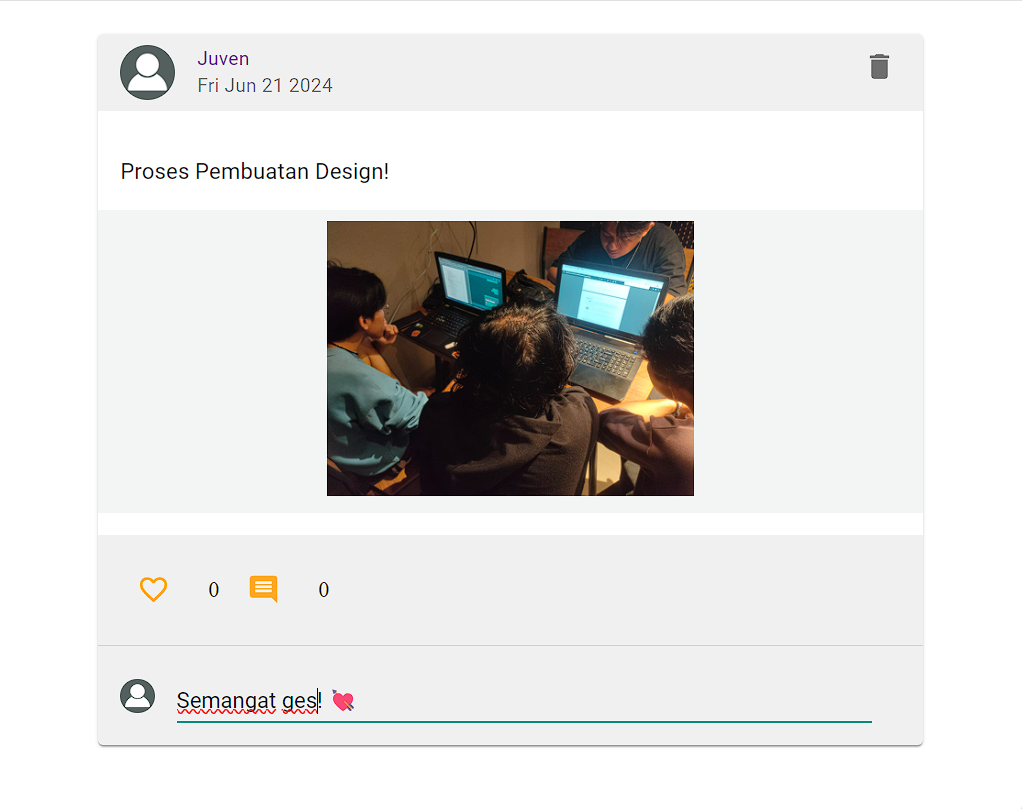 Juven
Fri Jun 21 2024
Proses Pembuatan Design!
0 0
Semangat ges! 💘